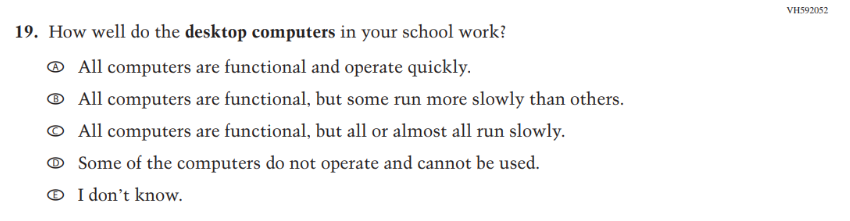 VH592052
19. How well do the desktop computers in your school work?
A All computers are functional and operate quickly.
B All computers are functional, but some run more slowly than others.
C All computers are functional, but all or almost all run slowly.
D Some of the computers do not operate and cannot be used.
E I don't know.